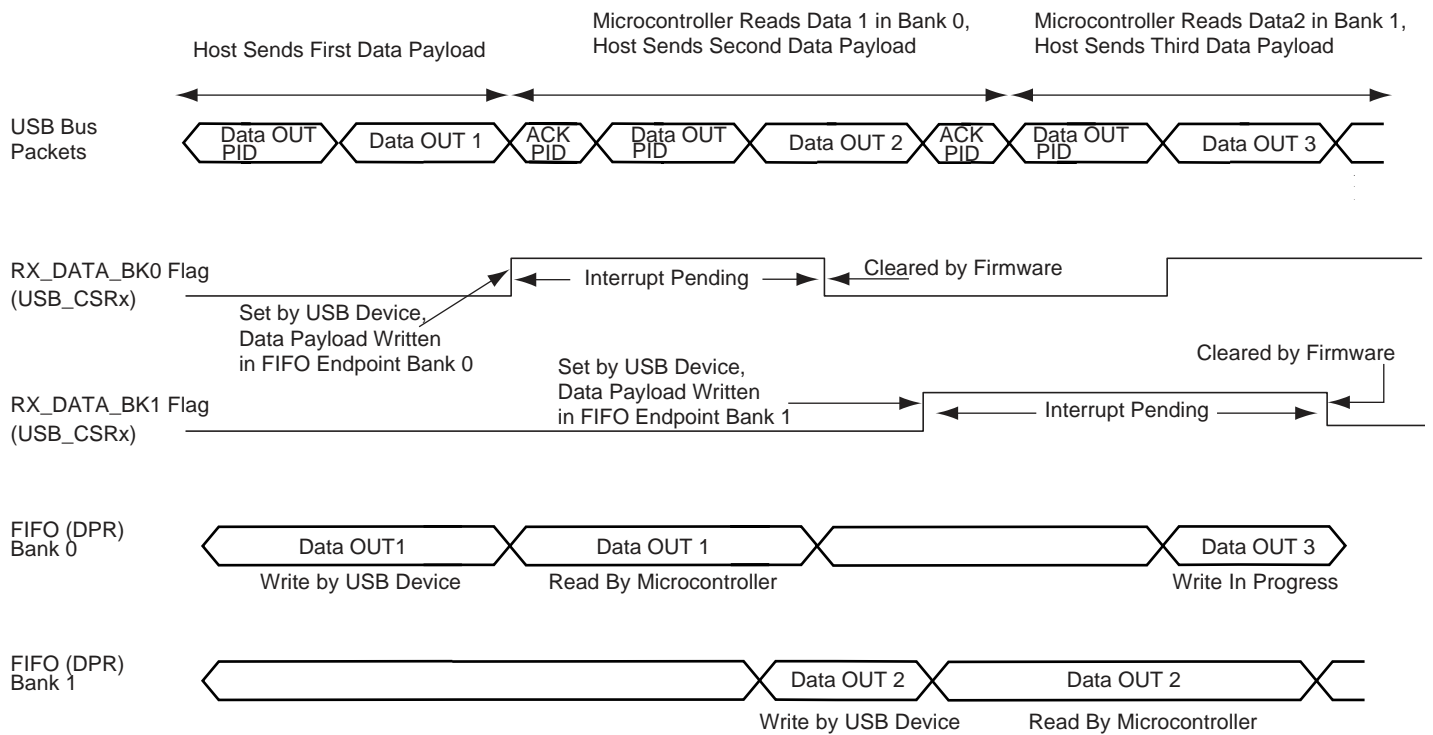 Host Sends First Data Payload
Microcontroller Reads Data 1 in Bank 0,
Host Sends Second Data Payload
Microcontroller Reads Data2 in Bank 1,
Host Sends Third Data Payload
USB Bus
Packets
Data OUT
PID
Data OUT 1
ACK
PID
Data OUT
PID
Data OUT 2
ACK
PID
Data OUT
PID
Data OUT 3
RX_DATA_BK0 Flag
(USB_CSRx)
Interrupt Pending
Cleared by Firmware
Set by USB Device,
Data Payload Written
in FIFO Endpoint Bank 0
Cleared by Firmware
Set by USB Device,
Data Payload Written
in FIFO Endpoint Bank 1
RX_DATA_BK1 Flag
(USB_CSRx)
Interrupt Pending
FIFO (DPR)
Bank 0
Data OUT1
Data OUT 1
Data OUT 3
Write by USB Device
Read By Microcontroller
Write In Progress
FIFO (DPR)
Bank 1
Data OUT 2
Data OUT 2
Write by USB Device
Read By Microcontroller